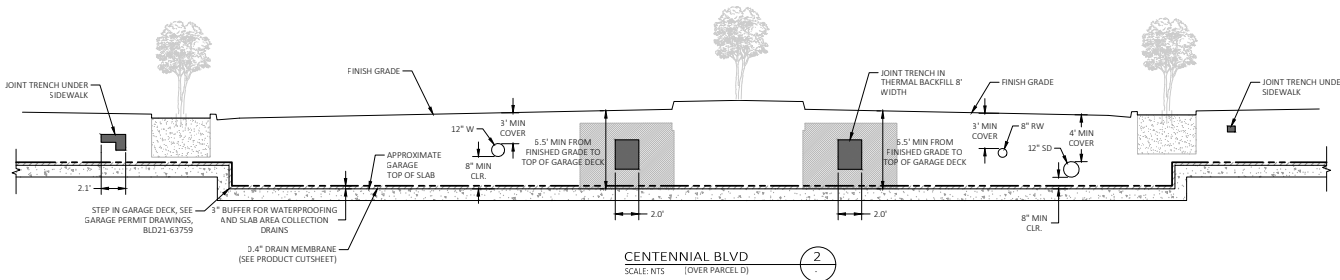 JOINT TRENCH UNDER
SIDEWALK
2.1'
STEP IN GARAGE DECK, SEE
GARAGE PERMIT DRAWINGS,
BLD21-63759
3" BUFFER FOR WATERPROOFING
AND SLAB AREA COLLECTION
DRAINS
0.4" DRAIN MEMBRANE
(SEE PRODUCT CUTSHEET)
FINISH GRADE
APPROXIMATE
GARAGE
TOP OF SLAB
12" W
3' MIN
COVER
8" MIN
CLR.
6.5' MIN FROM
FINISHED GRADE TO
TOP OF GARAGE DECK
2.0'
JOINT TRENCH IN
THERMAL BACKFILL 8'
WIDTH
2.0'
6.5' MIN FROM
FINISHED GRADE TO
TOP OF GARAGE DECK
FINISH GRADE
3' MIN
COVER
8" RW
12" SD
4' MIN
COVER
8" MIN
CLR.
JOINT TRENCH UNDE
SIDEWALK
CENTENNIAL BLVD
SCALE: NTS (OVER PARCEL D)
2
-